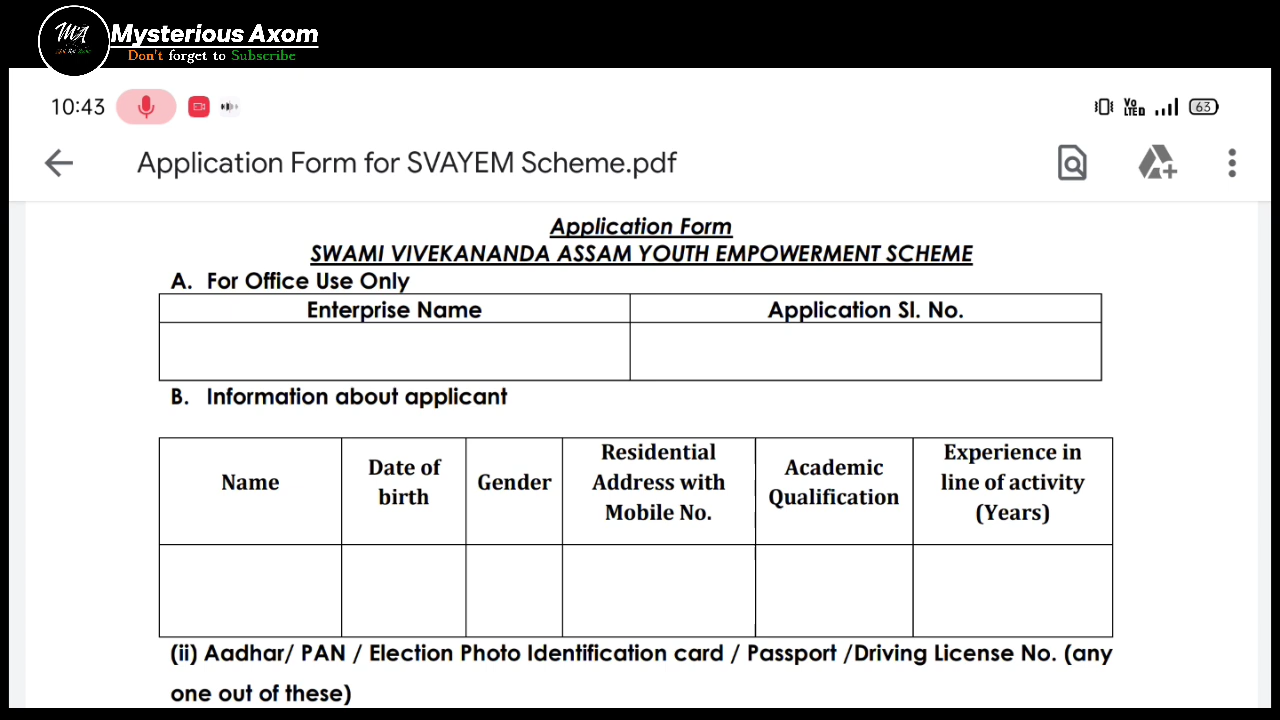 MA
Mysterious Axom
Don't forget to Subscribe
10:43
Vo LTE
63
Application Form for SVAYEM Scheme.pdf
Application Form
SWAMI VIVEKANANDA ASSAM YOUTH EMPOWERMENT SCHEME
A. For Office Use Only
Enterprise Name
Application Sl. No.
B. Information about applicant
Name
Date of
birth
Gender
Residential
Address with
Mobile No.
Academic
Qualification
Experience in
line of activity
(Years)
(ii) Aadhar/ PAN / Election Photo Identification card / Passport /Driving License No. (any
one out of these)